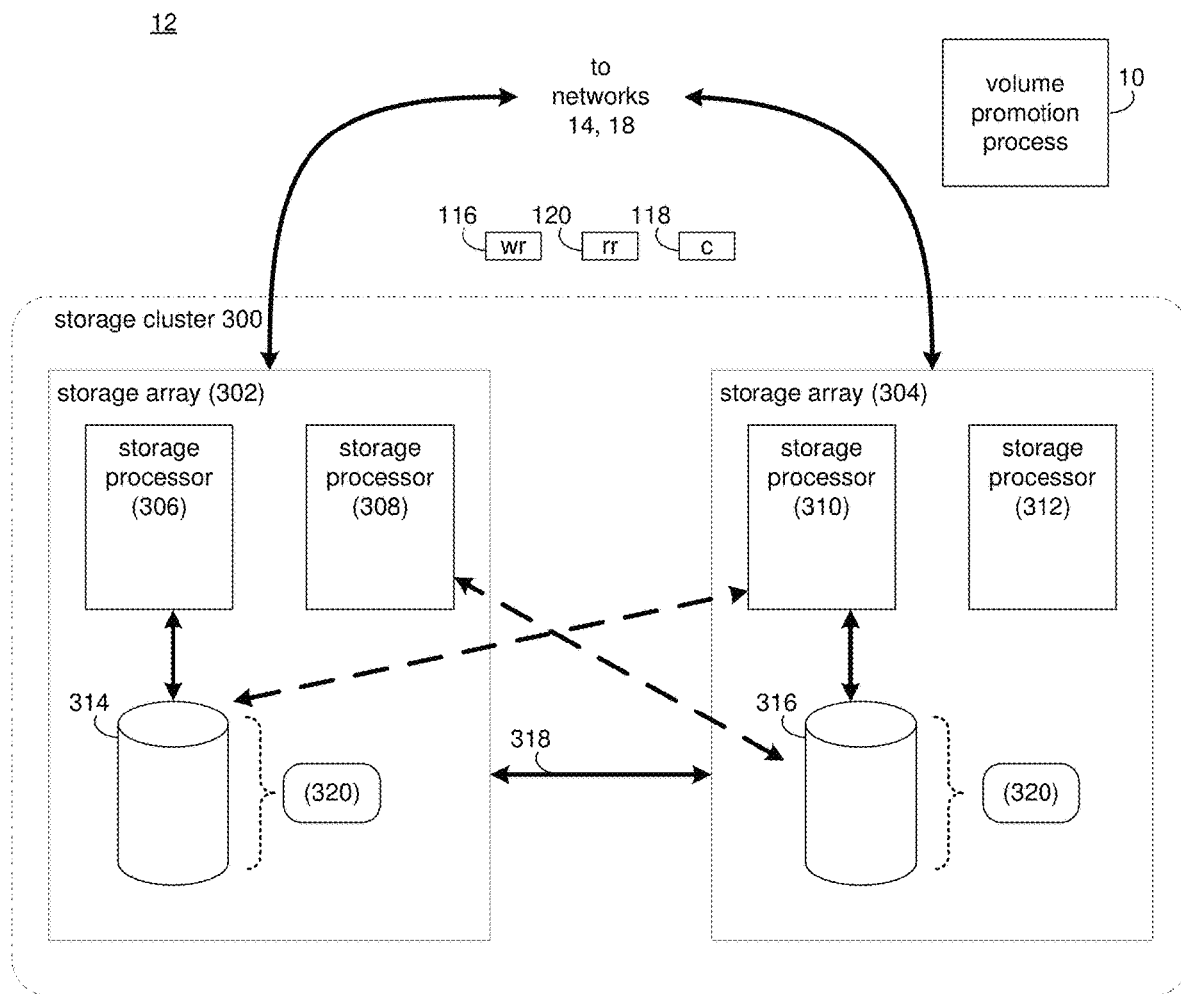 12
to
networks
14, 18
volume
promotion
process
10
116
wr
120
rr
118
c
storage cluster 300
storage array (302)
storage
processor
(306)
storage
processor
(308)
storage array (304)
storage
processor
(310)
storage
processor
(312)
314
(320)
318
316
(320)